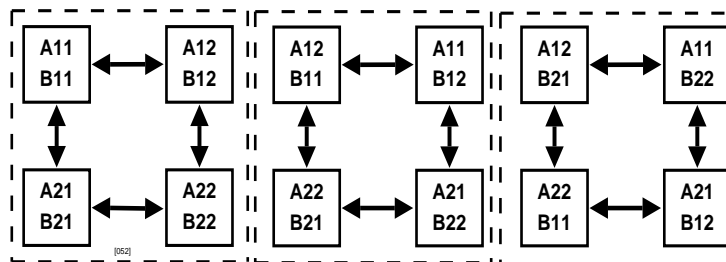 A11 A12 A12 A11 A12 A11
B11 B12 B11 B12 B21 B22
A21 A22 A22 A21 A22 A21
B21 B22 B21 B22 B11 B12
[052]